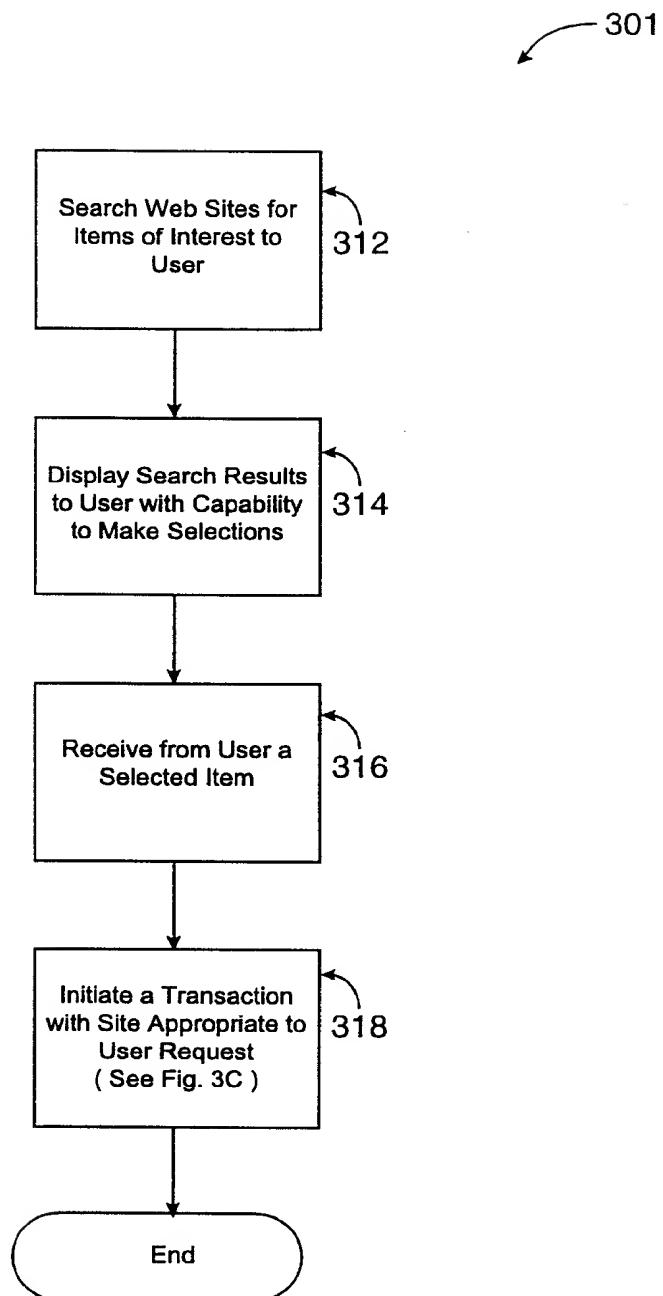 301
Search Web Sites for
Items of Interest to
User
312
Display Search Results
to User with Capability
to Make Selections
314
Receive from User a
Selected Item
316
Initiate a Transaction
with Site Appropriate to
User Request
( See Fig. 3C )
318
End